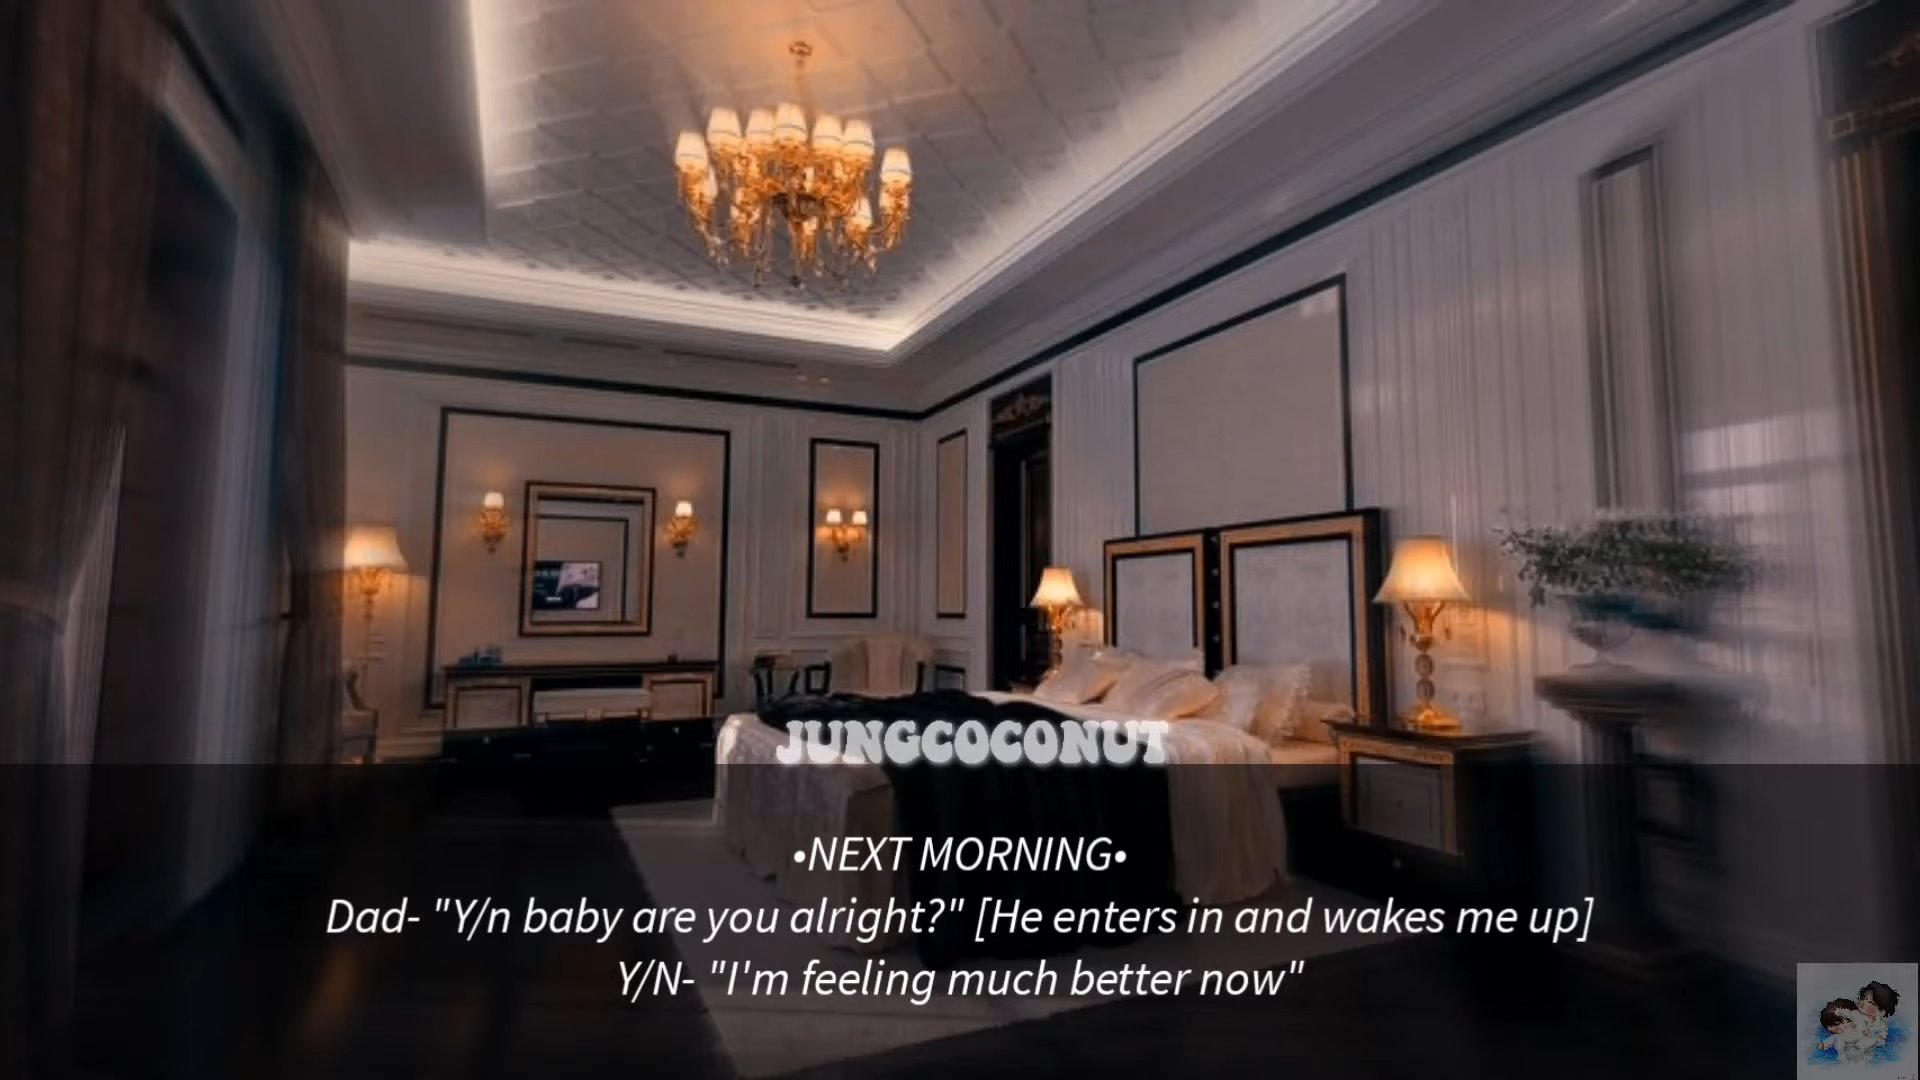 JUNGCOCONUT
•NEXT MORNING•
Dad- "Y/n baby are you alright?" [He enters in and wakes me up]
Y/N- "I'm feeling much better now"